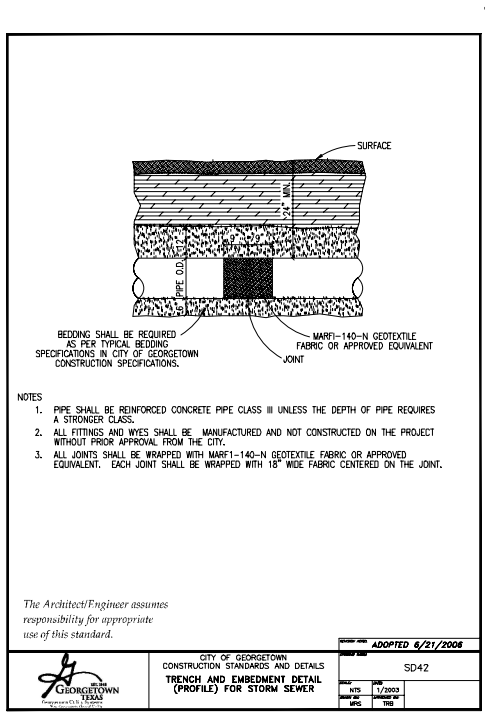 SURFACE
24" MIN.
9" 9"
12"
PIPE O.D.
6"
BEDDING SHALL BE REQUIRED
AS PER TYPICAL BEDDING
SPECIFICATIONS IN CITY OF GEORGETOWN
CONSTRUCTION SPECIFICATIONS.
MARFI-140-N GEOTEXTILE
FABRIC OR APPROVED EQUIVALENT
JOINT
NOTES
1. PIPE SHALL BE REINFORCED CONCRETE PIPE CLASS III UNLESS THE DEPTH OF PIPE REQUIRES
A STRONGER CLASS.
2. ALL FITTINGS AND WYES SHALL BE MANUFACTURED AND NOT CONSTRUCTED ON THE PROJECT
WITHOUT PRIOR APPROVAL FROM THE CITY.
3. ALL JOINTS SHALL BE WRAPPED WITH MARF1-140-N GEOTEXTILE FABRIC OR APPROVED
EQUIVALENT. EACH JOINT SHALL BE WRAPPED WITH 18" WIDE FABRIC CENTERED ON THE JOINT.
The Architect/Engineer assumes
responsibility for appropriate
use of this standard.
ADOPTED 6/21/2006
EST. 1848
GEORGETOWN
TEXAS
CITY OF GEORGETOWN
CONSTRUCTION STANDARDS AND DETAILS
TRENCH AND EMBEDMENT DETAIL
(PROFILE) FOR STORM SEWER
SD42
NTS 1/2003
MRS TRB